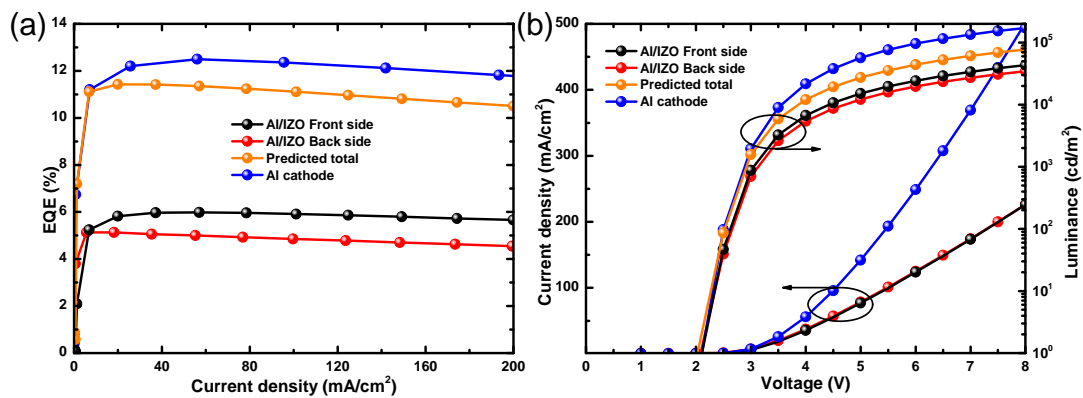 (a)
14
12
10
8
6
4
2
0
EQE (%)
Al/IZO Front side
Al/IZO Back side
Predicted total
Al cathode
0 40 80 120 160 200
Current density (mA/cm²)
(b)
500
400
300
200
100
Current density (mA/cm²)
Al/IZO Front side
Al/IZO Back side
Predicted total
Al cathode
10⁵
10⁴
10³
10²
10¹
10⁰
Luminance (cd/m²)
0 1 2 3 4 5 6 7 8
Voltage (V)